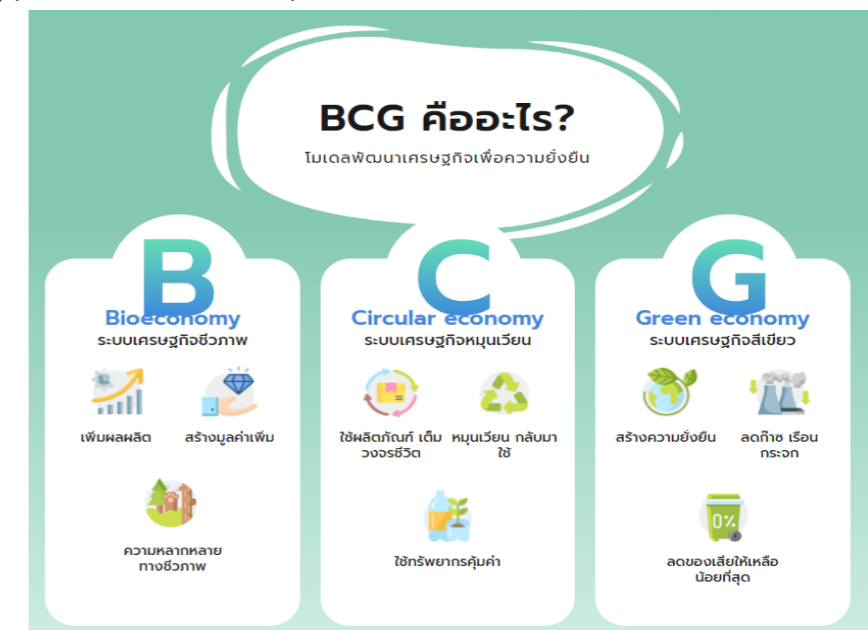 BCG คืออะไร?
โมเดลพัฒนาเศรษฐกิจเพื่อความยั่งยืน
B
Bioeconomy
ระบบเศรษฐกิจชีวภาพ
เพิ่มผลผลิต
สร้างมูลค่าเพิ่ม
ความหลากหลาย
ทางชีวภาพ
C
Circular economy
ระบบเศรษฐกิจหมุนเวียน
ใช้ผลิตภัณฑ์ เต็ม
วงจรชีวิต
หมุนเวียน กลับมา
ใช้
ใช้ทรัพยากรคุ้มค่า
G
Green economy
ระบบเศรษฐกิจสีเขียว
สร้างความยั่งยืน
ลดก๊าซ เรือน
กระจก
0%
ลดของเสียให้เหลือ
น้อยที่สุด